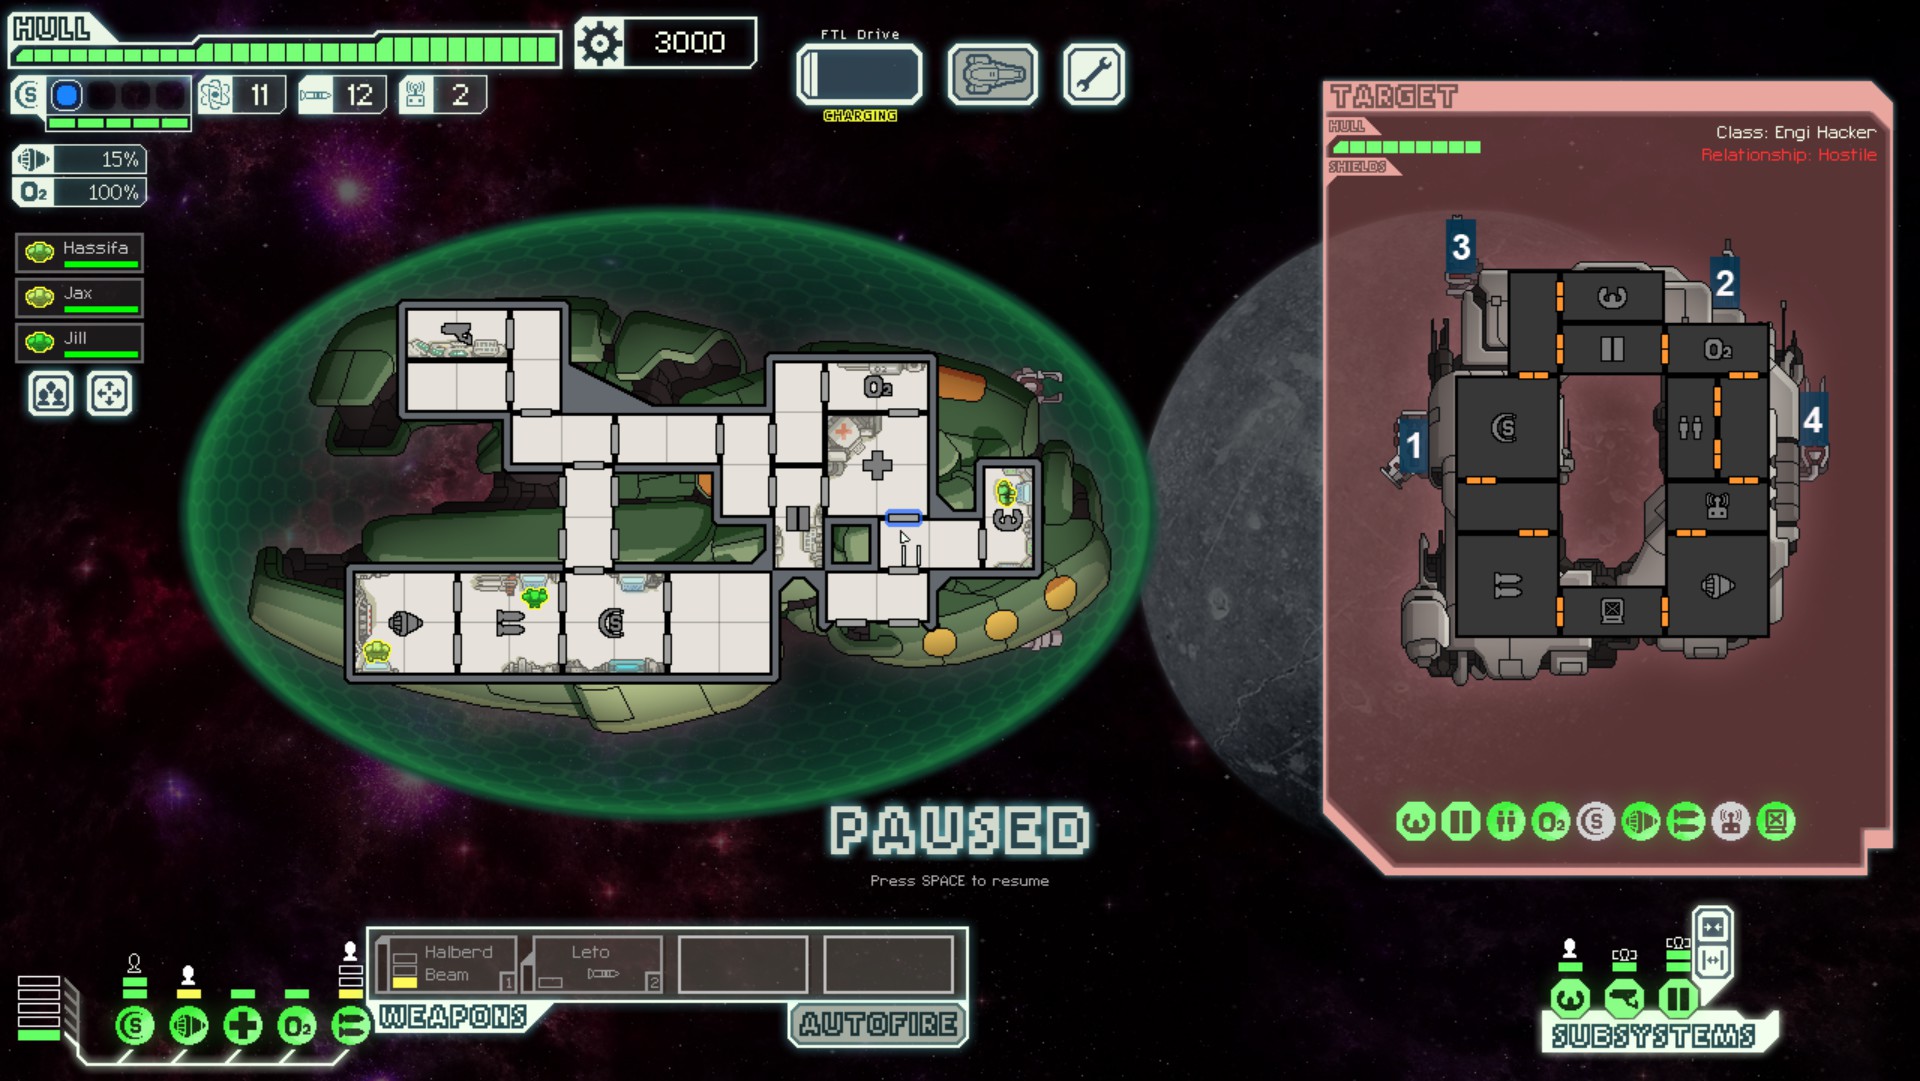 HULL
3000
FTL Drive
CHARGING
S
11
12
2
15%
O2
100%
Hassifa
Jax
Jill
TARGET
HULL
Class: Engi Hacker
Relationship: Hostile
SHIELDS
3
2
O2
S
1
4
O2
S
O2
S
PAUSED
Press SPACE to resume
Halberd
Beam
1
Leto
2
S
O2
WEAPONS
AUTOFIRE
SUBSYSTEMS